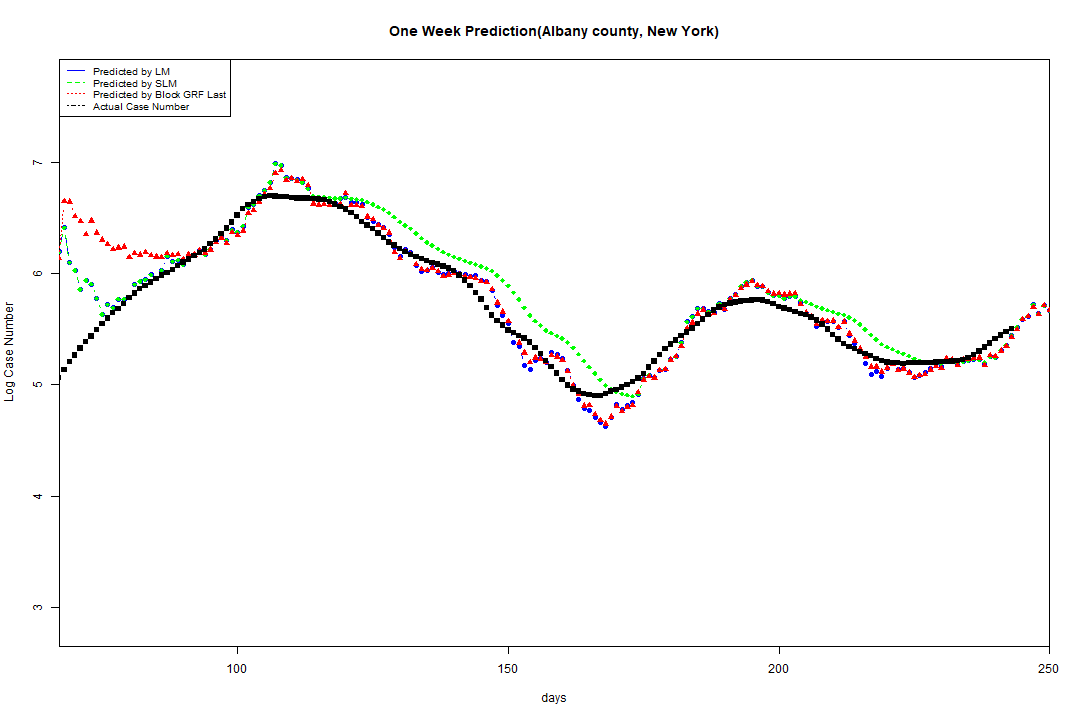 One Week Prediction(Albany county, New York)
Predicted by LM
Predicted by SLM
Predicted by Block GRF Last
Actual Case Number
Log Case Number
7
6
5
4
3
100 150 200 250
days